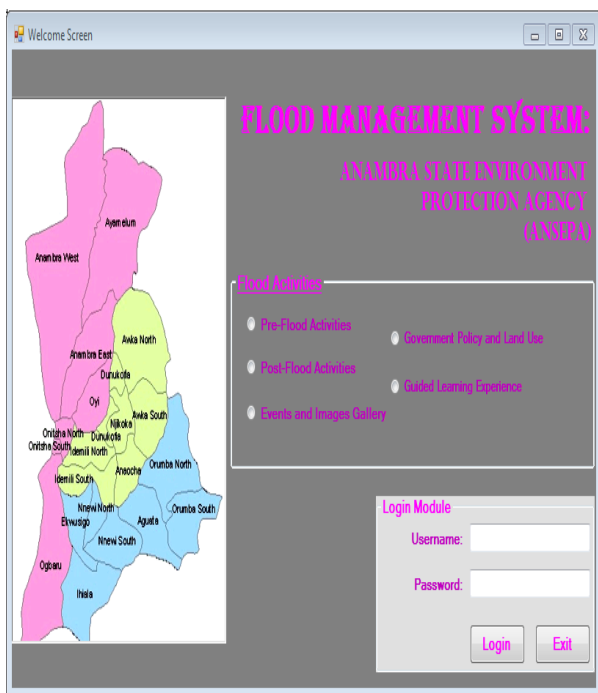 Welcome Screen
FLOOD MANAGEMENT SYSTEM:
ANAMBRA STATE ENVIRONMENT
PROTECTION AGENCY
(ANSEPA)
Ayamelum
Anambra West
Awka North
Anambra East
Dunukofia
Oyi
Awka South
Njikoka
Onitsha North
Dunukofia
Onitsha South
Idemili North
Orumba North
Anaocha
Idemili South
Nnewi North
Orumba South
Ekwusigo
Aguata
Nnewi South
Ogbaru
Ihiala
Flood Activities
Pre-Flood Activities
Government Policy and Land Use
Post-Flood Activities
Guided Learning Experience
Events and Images Gallery
Login Module
Username:
Password:
Login Exit